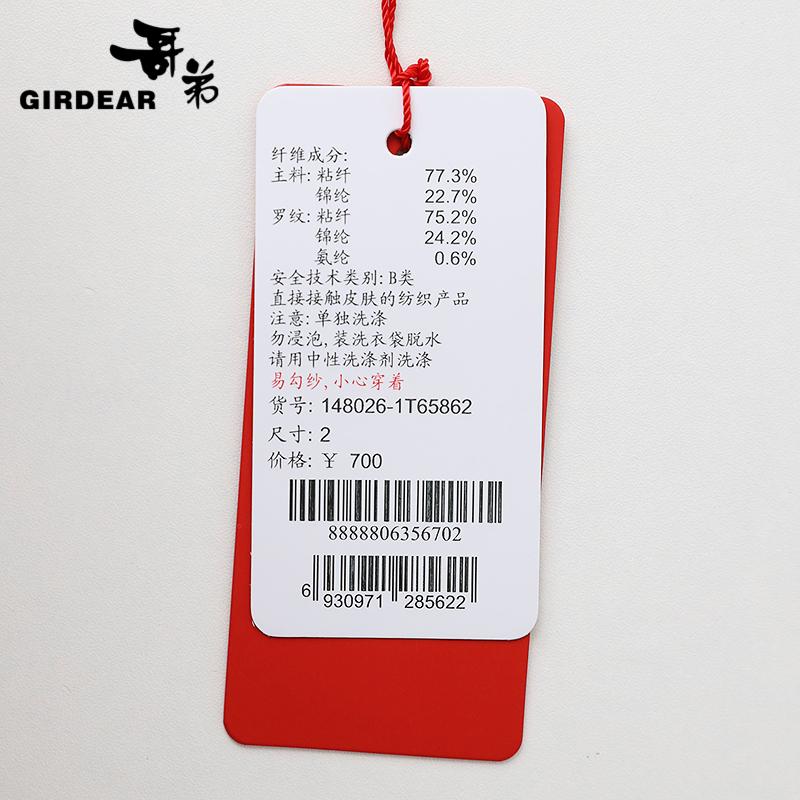 哥弟
GIRDEAR
纤维成分:
主料: 粘纤 77.3%
锦纶 22.7%
罗纹: 粘纤 75.2%
锦纶 24.2%
氨纶 0.6%
安全技术类别: B类
直接接触皮肤的纺织产品
注意: 单独洗涤
勿浸泡, 装洗衣袋脱水
请用中性洗涤剂洗涤
易勾纱, 小心穿着
货号: 148026-1T65862
尺寸: 2
价格: ¥ 700
8888806356702
6 930971 285622